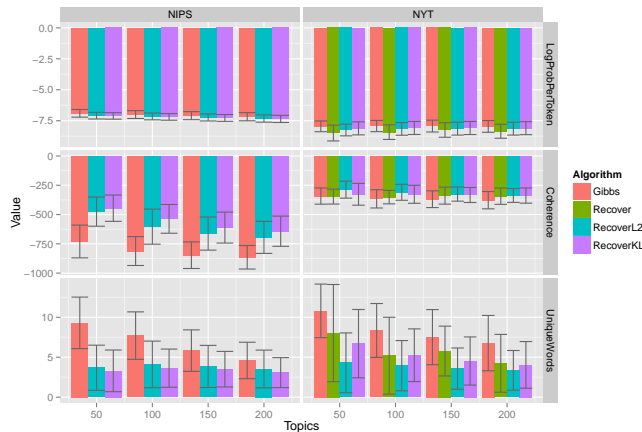 NIPS NYT
0.0
−2.5
−5.0
−7.5
LogProbPerToken
0
−250
−500
−750
−1000
Coherence
10
5
0
UniqueWords
Value
50 100 150 200 50 100 150 200
Topics
Algorithm
Gibbs
Recover
RecoverL2
RecoverKL